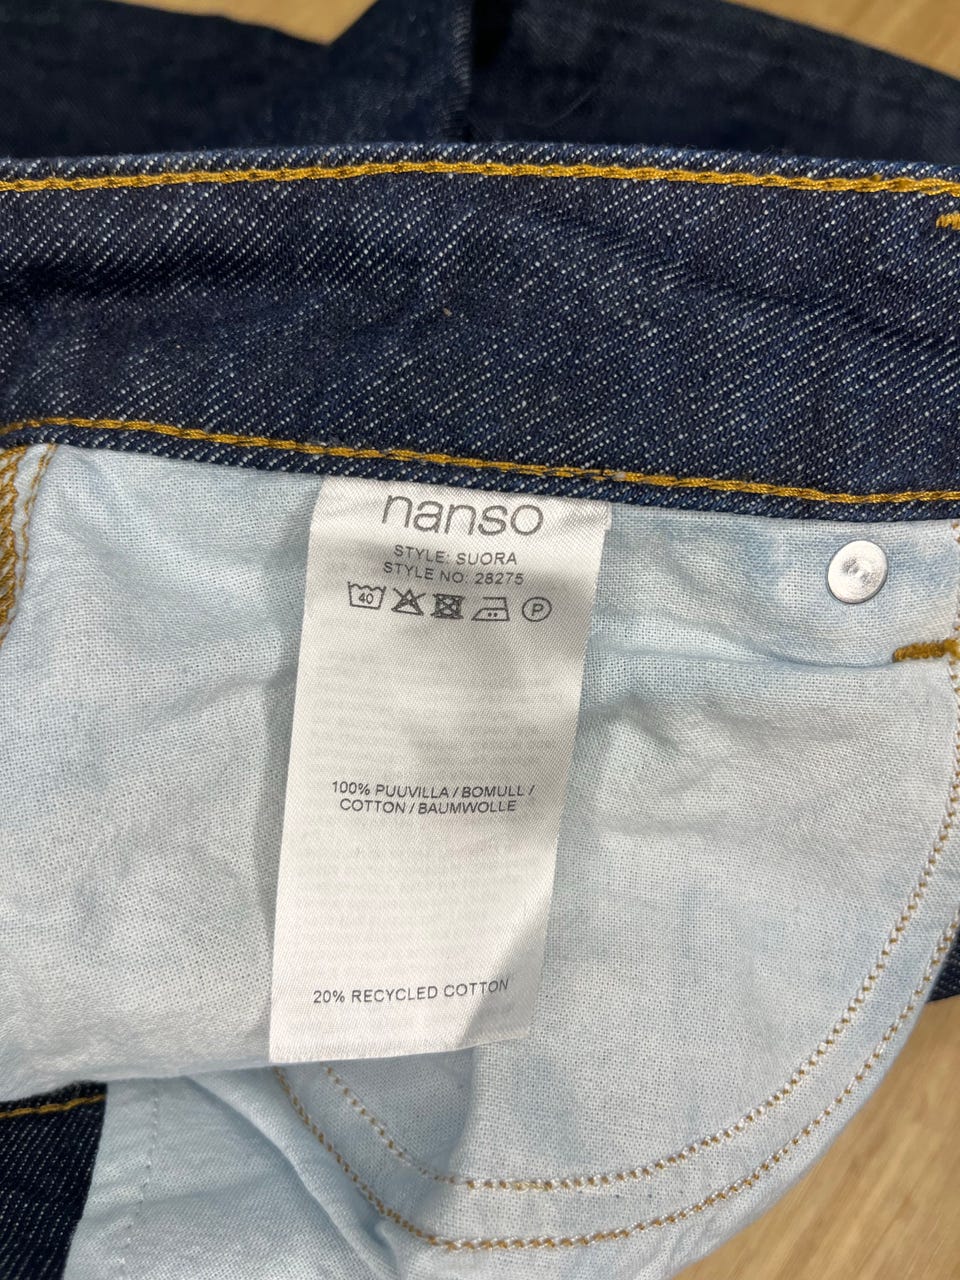 nanso
STYLE: SUORA
STYLE NO: 28275
40 P
100% PUUVILLA / BOMULL /
COTTON / BAUMWOLLE
20% RECYCLED COTTON